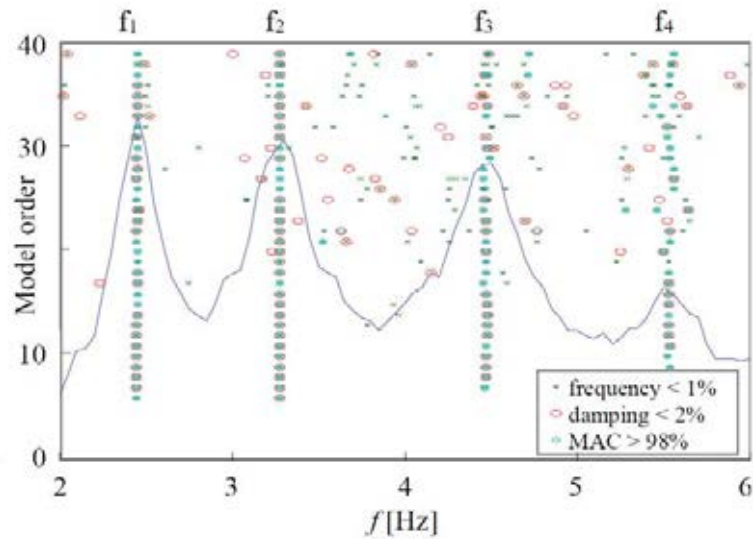 f₁ f₂ f₃ f₄
40
30
20
10
0
Model order
2 3 4 5 6
f [Hz]
frequency < 1%
damping < 2%
MAC > 98%